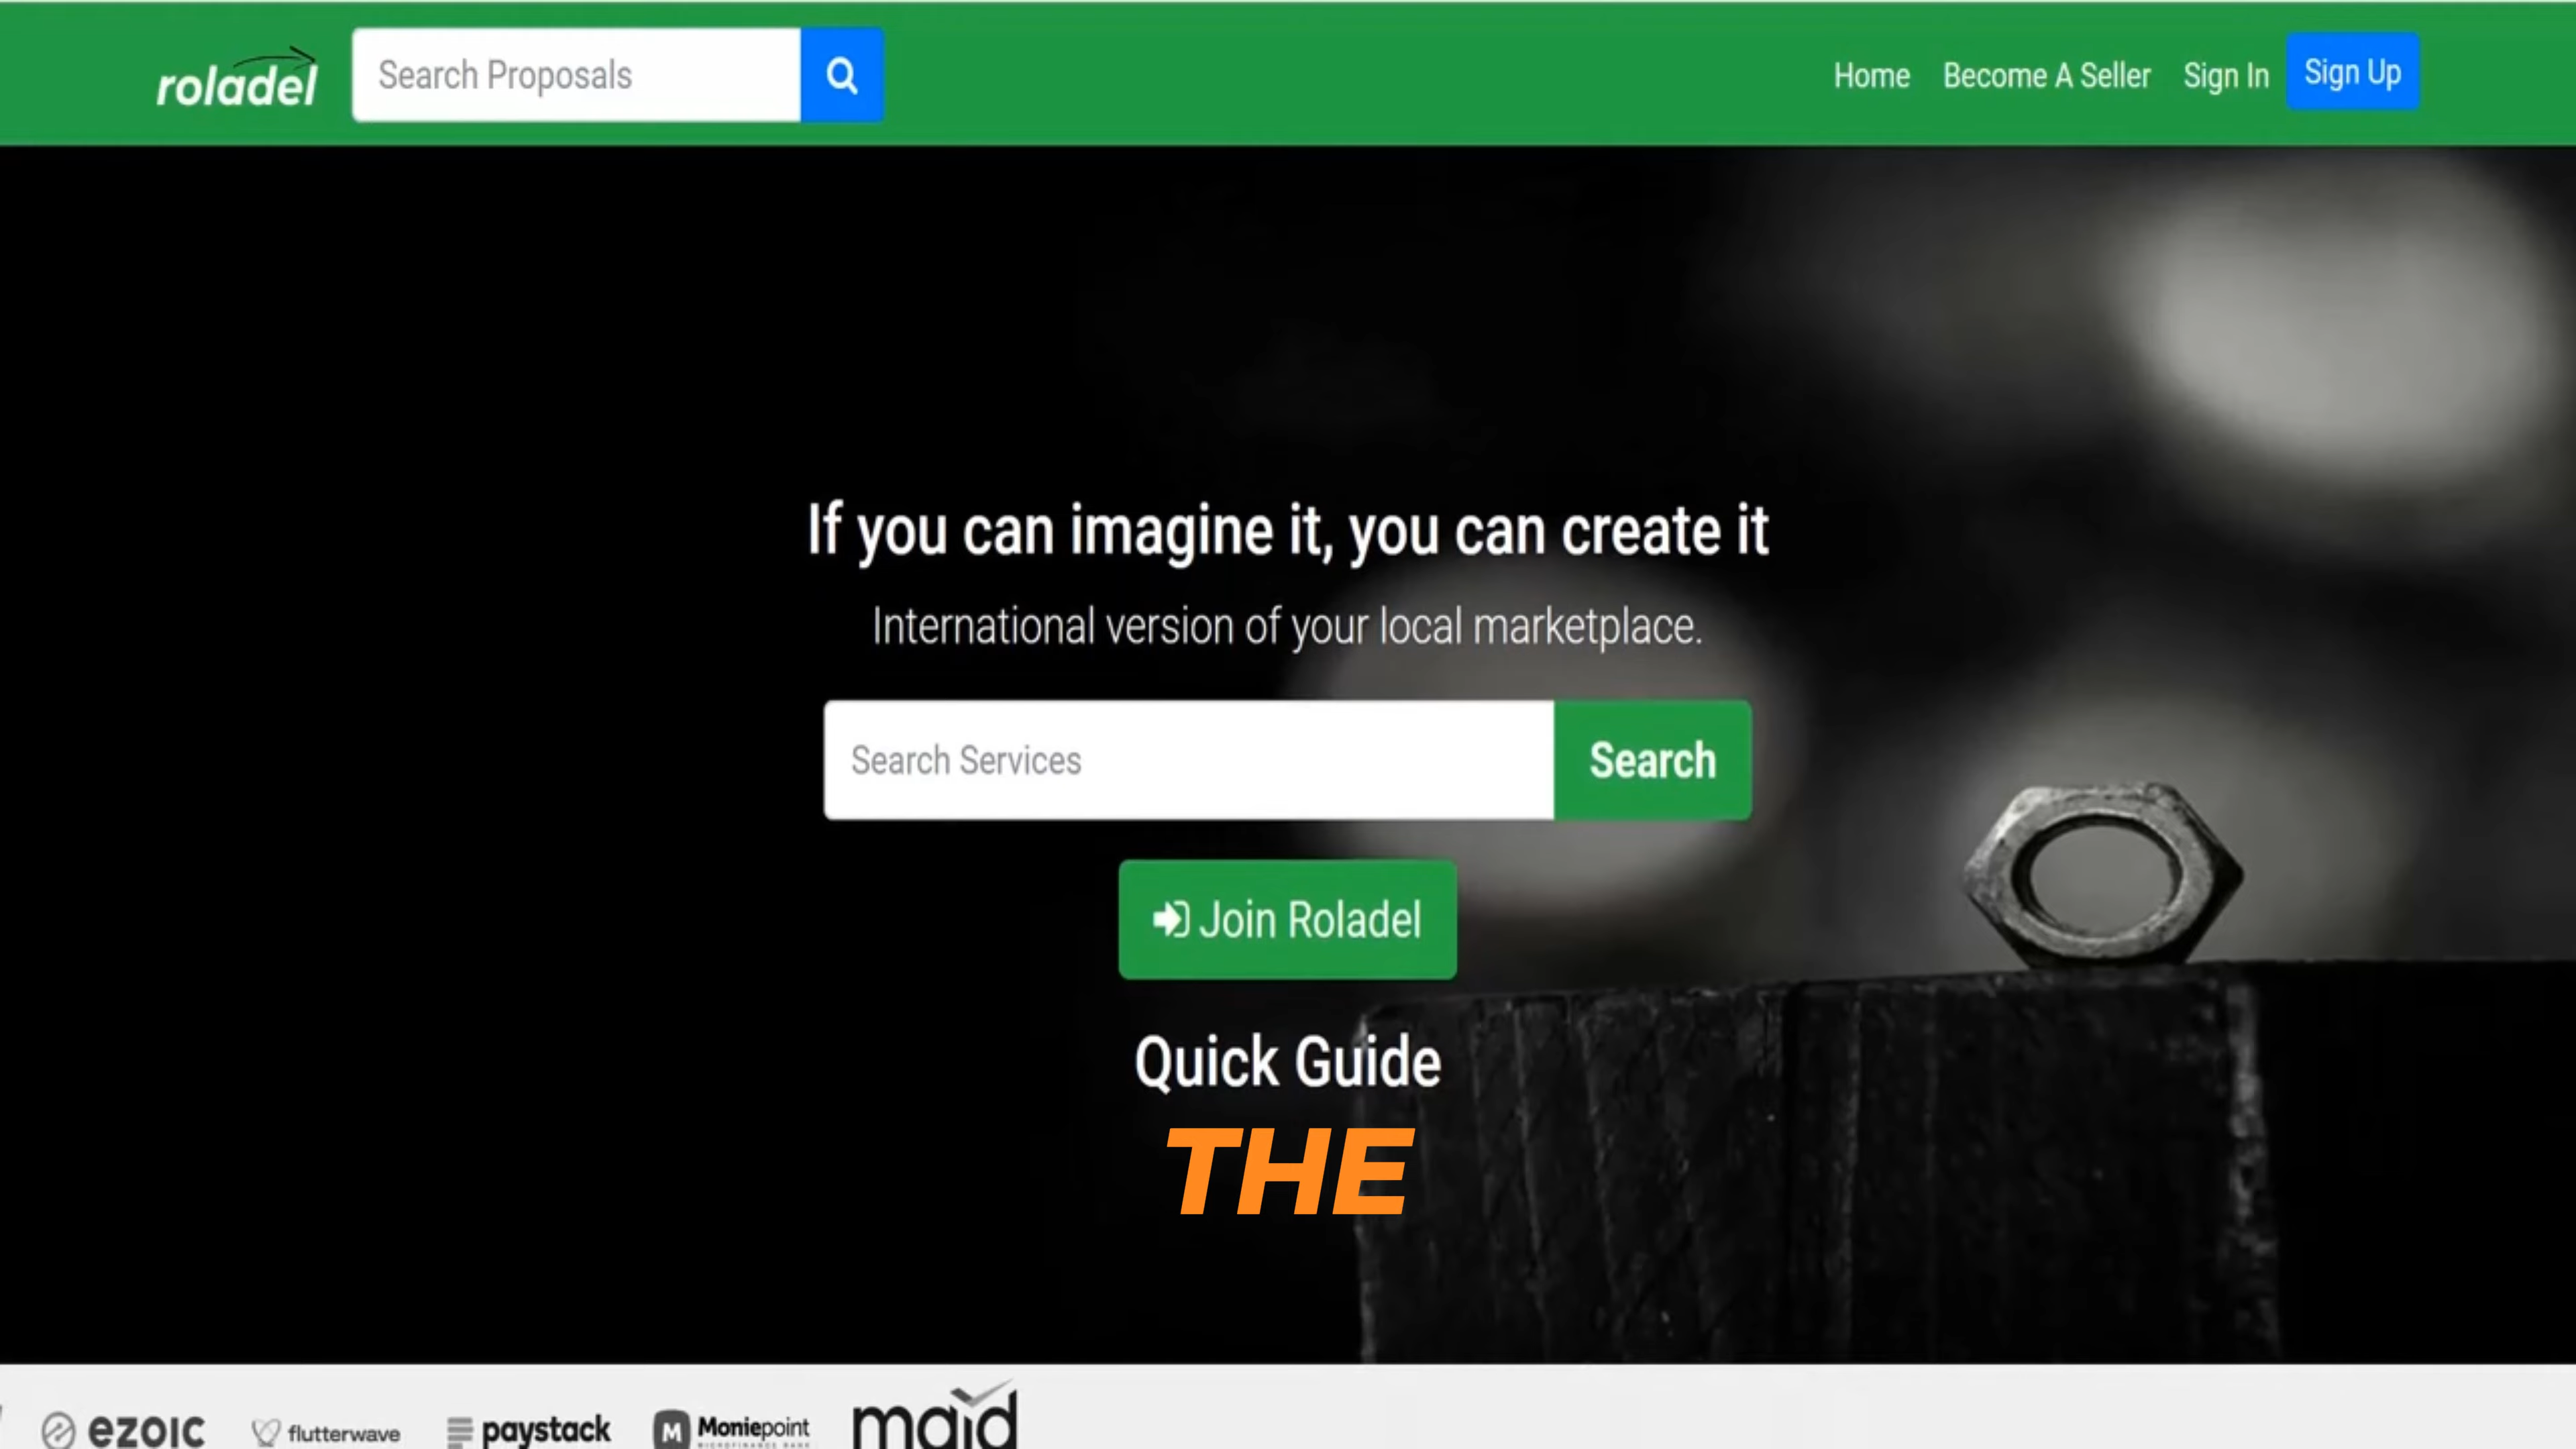 roladel
Search Proposals
Home
Become A Seller
Sign In
Sign Up
If you can imagine it, you can create it
International version of your local marketplace.
Search Services
Search
Join Roladel
Quick Guide
THE
ezoic
flutterwave
paystack
M
Moniepoint
maid